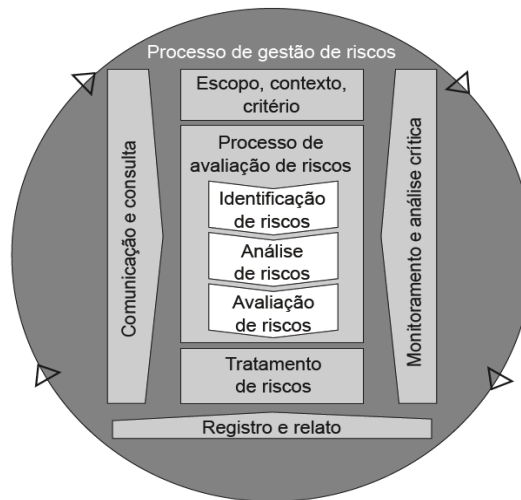 Processo de gestão de riscos
Escopo, contexto,
critério
Comunicação e consulta
Processo de
avaliação de riscos
Identificação
de riscos
Análise
de riscos
Avaliação
de riscos
Monitoramento e análise crítica
Tratamento
de riscos
Registro e relato